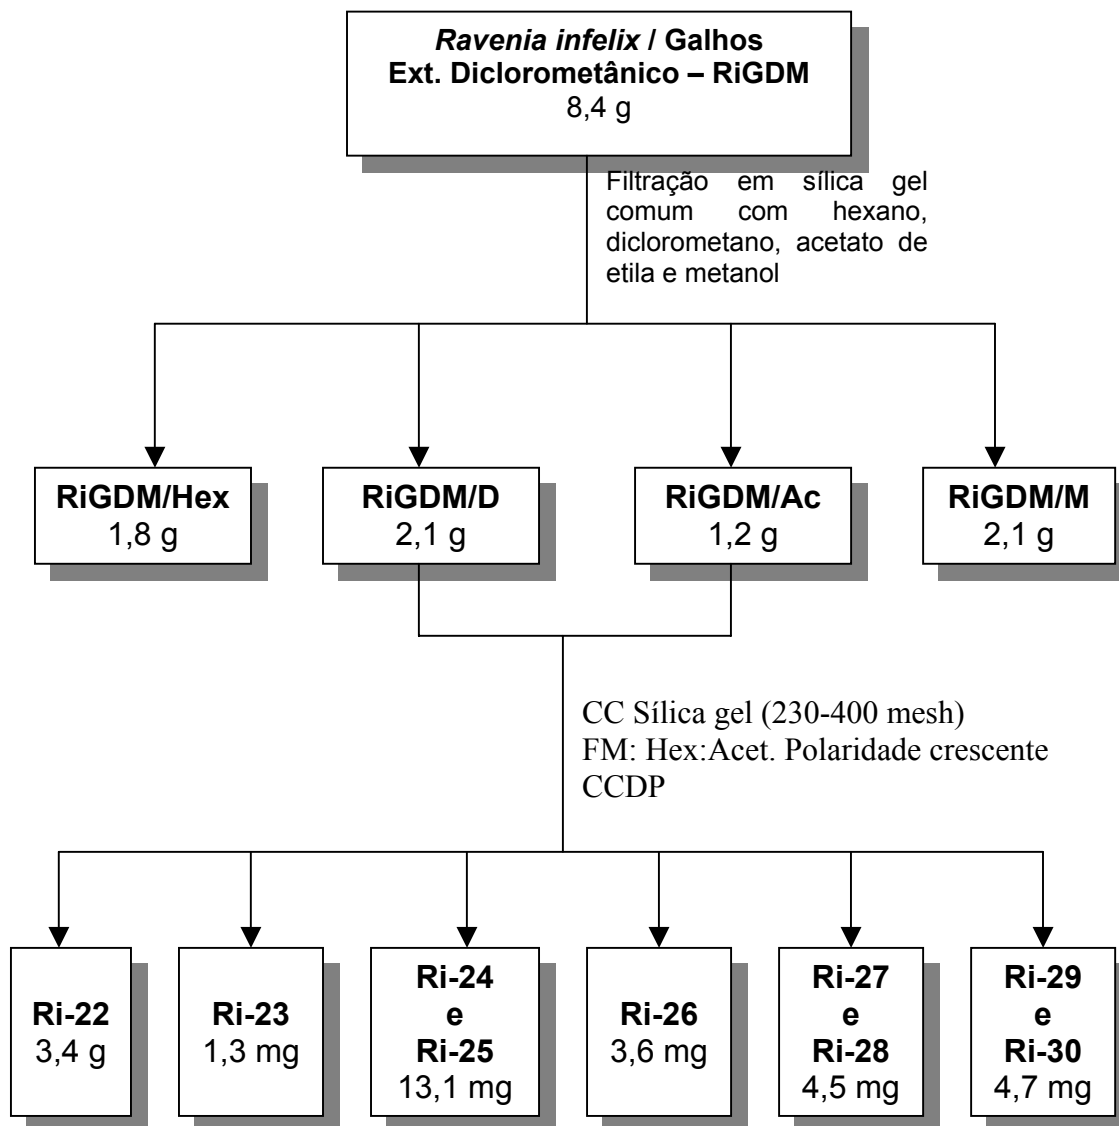 Ravenia infelix / Galhos
Ext. Diclorometânico – RiGDM
8,4 g
Filtração em sílica gel
comum com hexano,
diclorometano, acetato de
etila e metanol
RiGDM/Hex
1,8 g
RiGDM/D
2,1 g
RiGDM/Ac
1,2 g
RiGDM/M
2,1 g
CC Sílica gel (230-400 mesh)
FM: Hex:Acet. Polaridade crescente
CCDP
Ri-22
3,4 g
Ri-23
1,3 mg
Ri-24
e
Ri-25
13,1 mg
Ri-26
3,6 mg
Ri-27
e
Ri-28
4,5 mg
Ri-29
e
Ri-30
4,7 mg